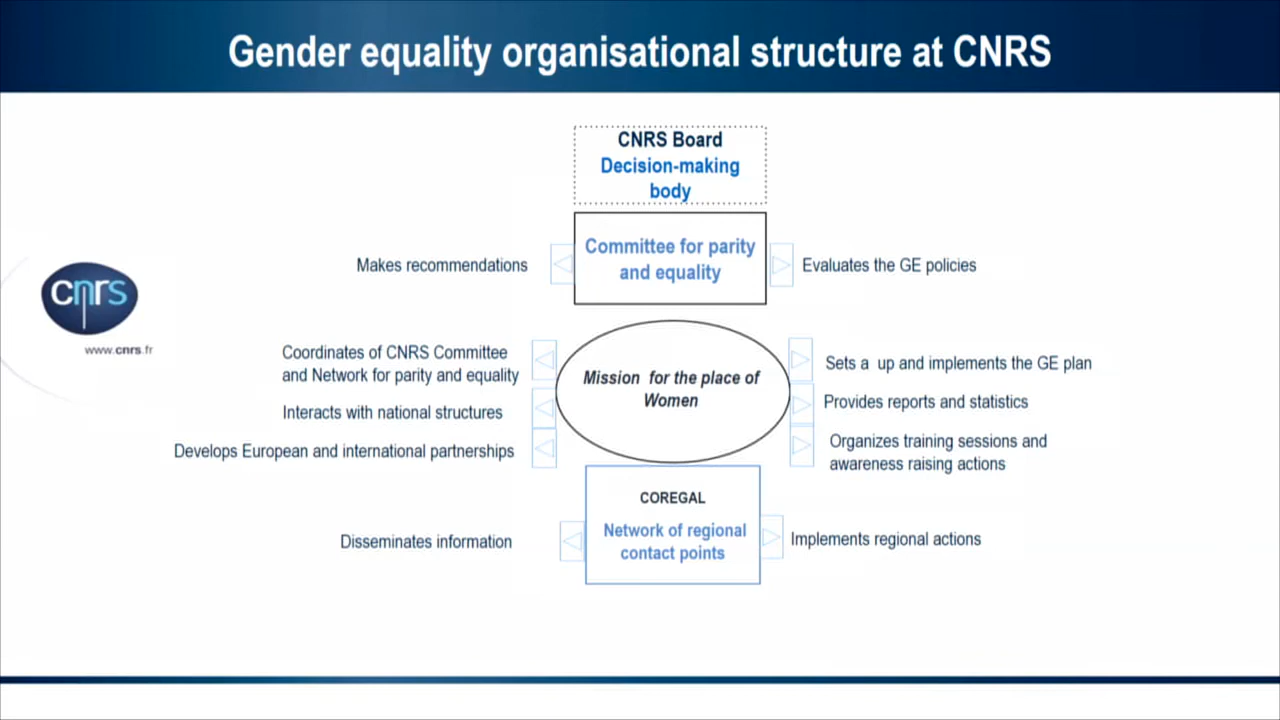 Gender equality organisational structure at CNRS
CNRS Board
Decision-making
body
Committee for parity
and equality
Makes recommendations
Evaluates the GE policies
cnrs
www.cnrs.fr
Coordinates of CNRS Committee
and Network for parity and equality
Interacts with national structures
Develops European and international partnerships
Mission for the place of
Women
Sets a up and implements the GE plan
Provides reports and statistics
Organizes training sessions and
awareness raising actions
COREGAL
Network of regional
contact points
Disseminates information
Implements regional actions